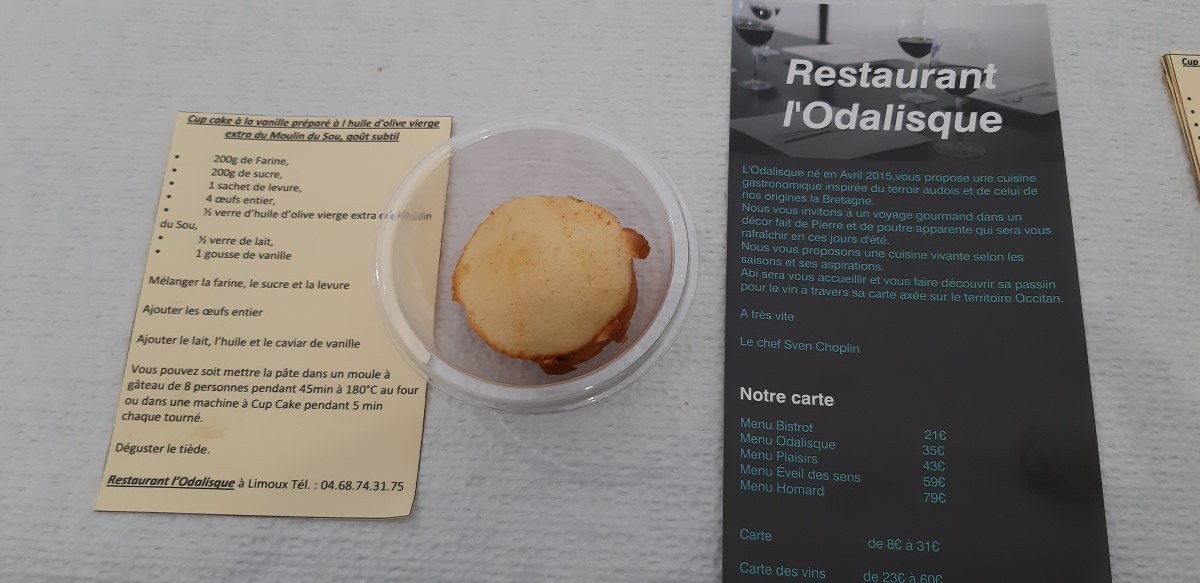 Cup cake à la vanille préparé à l huile d'olive vierge
extra du Moulin du Sou, goût subtil
• 200g de Farine,
• 200g de sucre,
• 1 sachet de levure,
• 4 œufs entier,
• ½ verre d'huile d'olive vierge extra
du Sou,
• ½ verre de lait,
• 1 gousse de vanille
Mélanger la farine, le sucre et la levure
Ajouter les œufs entier
Ajouter le lait, l'huile et le caviar de vanille
Vous pouvez soit mettre la pâte dans un moule à
gâteau de 8 personnes pendant 45min à 180°C au four
ou dans une machine à Cup Cake pendant 5 min
chaque tourné.
Déguster le tiède.
Restaurant l'Odalisque à Limoux Tél. : 04.68.74.31.75
Restaurant
l'Odalisque
L'Odalisque né en Avril 2015,vous propose une cuisine
gastronomique inspirée du terroir audois et de celui de
nos origines la Bretagne.
Nous vous invitons à un voyage gourmand dans un
décor fait de Pierre et de poutre apparente qui sera vous
rafraîchir en ces jours d'été.
Nous vous proposons une cuisine vivante selon les
saisons et ses aspirations.
Abi sera vous accueillir et vous faire découvrir sa passiin
pour le vin à travers sa carte axée sur le territoire Occitan.
A très vite
Le chef Sven Choplin
Notre carte
Menu Bistrot 21€
Menu Odalisque 35€
Menu Plaisirs 43€
Menu Éveil des sens 59€
Menu Homard 79€
Carte de 8€ à 31€
Carte des vins de 23€ à 60€
Cup